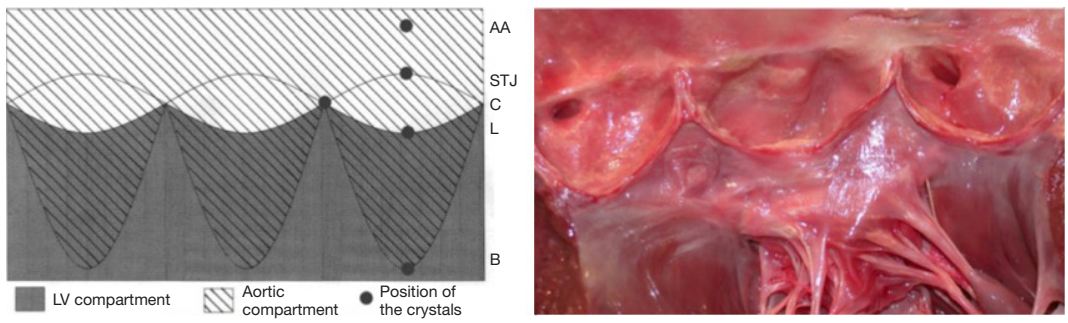 AA
STJ
C
L
B
LV compartment
Aortic
compartment
Position of
the crystals